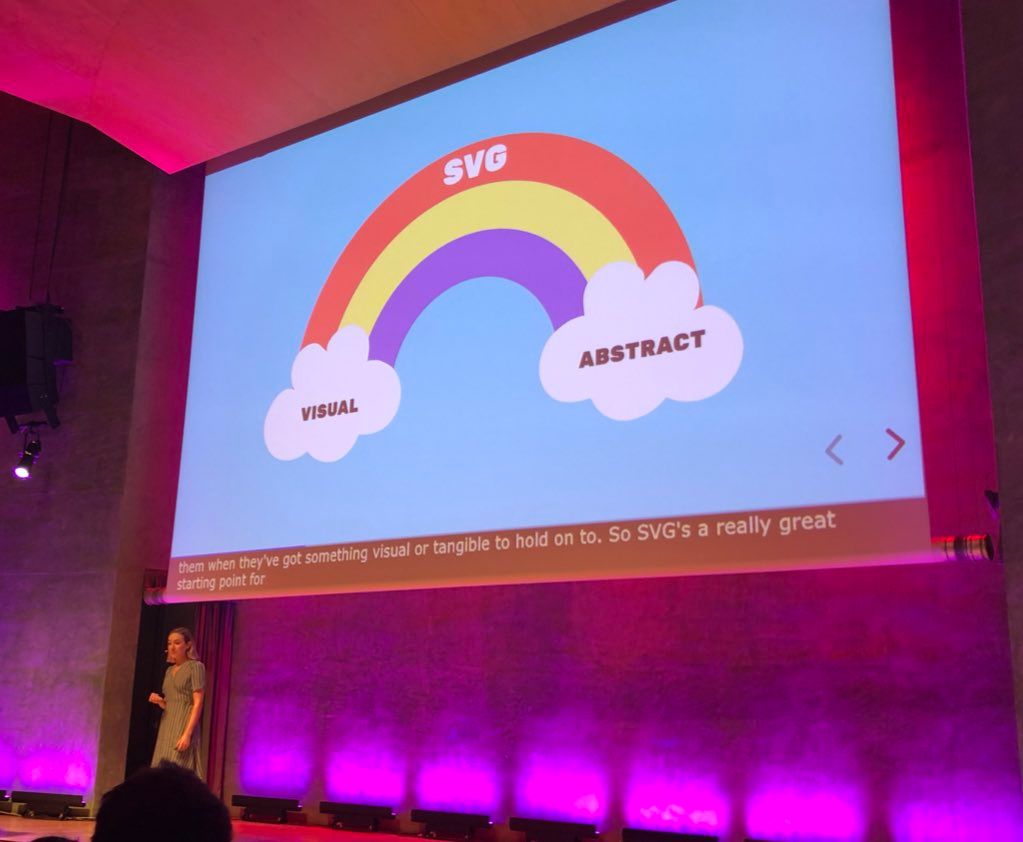 SVG
ABSTRACT
VISUAL
them when they've got something visual or tangible to hold on to. So SVG's a really great
starting point for